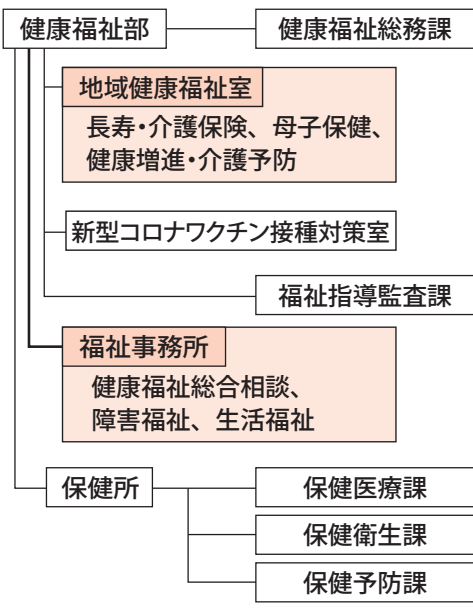 健康福祉部
健康福祉総務課
地域健康福祉室
長寿・介護保険、母子保健、
健康増進・介護予防
新型コロナワクチン接種対策室
福祉指導監査課
福祉事務所
健康福祉総合相談、
障害福祉、生活福祉
保健所
保健医療課
保健衛生課
保健予防課